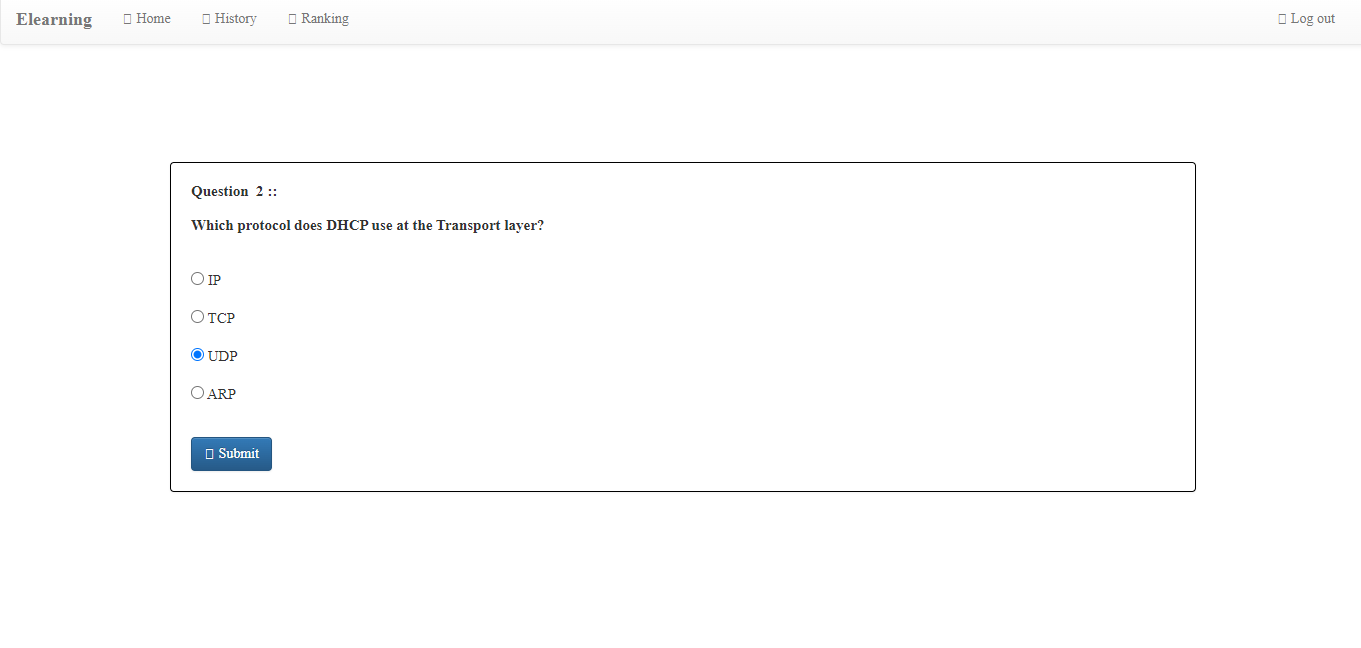 Elearning Home History Ranking Log out
Question 2 ::
Which protocol does DHCP use at the Transport layer?
IP
TCP
UDP
ARP
Submit